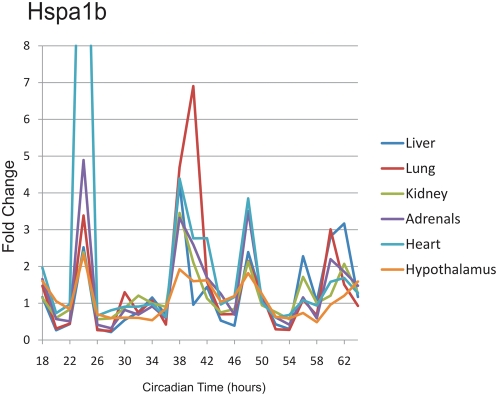 Hspa1b
8
7
6
5
4
3
2
1
0
Fold Change
18 22 26 30 34 38 42 46 50 54 58 62
Circadian Time (hours)
Liver
Lung
Kidney
Adrenals
Heart
Hypothalamus